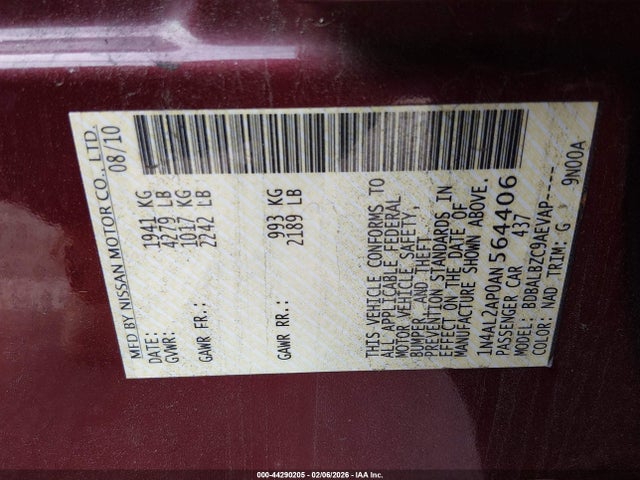 MFD BY NISSAN MOTOR CO., LTD.
DATE: 08/10
GVWR: 1941 KG
4279 LB
GAWR FR.: 1017 KG
2242 LB
GAWR RR.: 993 KG
2189 LB
THIS VEHICLE CONFORMS TO
ALL APPLICABLE FEDERAL
MOTOR VEHICLE SAFETY,
BUMPER, AND THEFT
PREVENTION STANDARDS IN
EFFECT ON THE DATE OF
MANUFACTURE SHOWN ABOVE.
1N4AL2AP0AN564406
PASSENGER CAR 437
MODEL: BDBALBZC9AEVAP-----
COLOR: NAD TRIM: G 9N00A
000-44290205 - 02/06/2026 - IAA Inc.